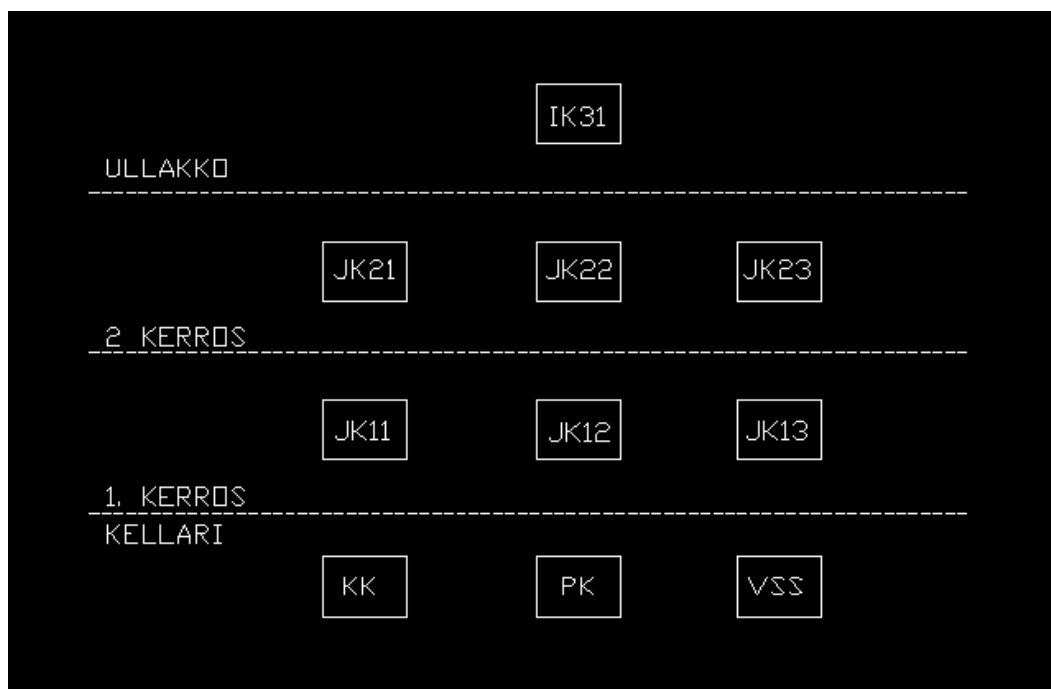 IK31
ULLAKKO
JK21 JK22 JK23
2 KERROS
JK11 JK12 JK13
1. KERROS
KELLARI
KK PK VSS